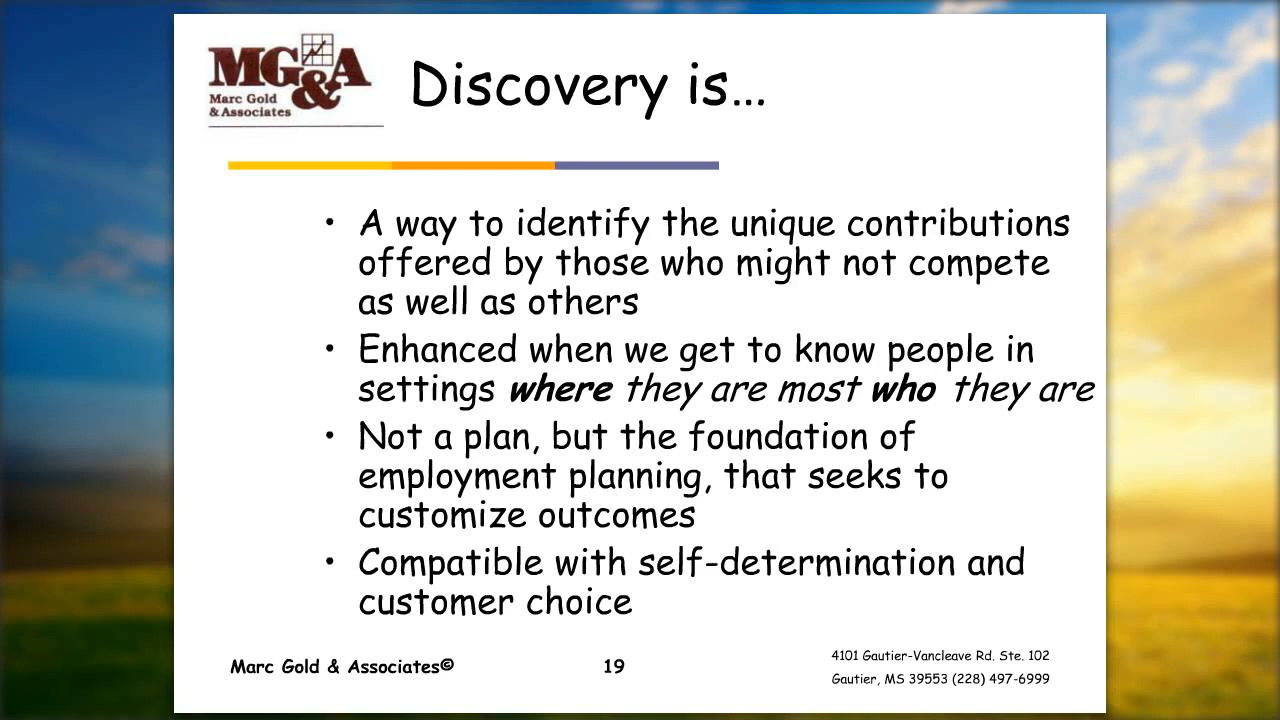 MG&A
Marc Gold
& Associates
Discovery is…
• A way to identify the unique contributions
offered by those who might not compete
as well as others
• Enhanced when we get to know people in
settings where they are most who they are
• Not a plan, but the foundation of
employment planning, that seeks to
customize outcomes
• Compatible with self-determination and
customer choice
Marc Gold & Associates©
19
4101 Gautier-Vancleave Rd. Ste. 102
Gautier, MS 39553 (228) 497-6999